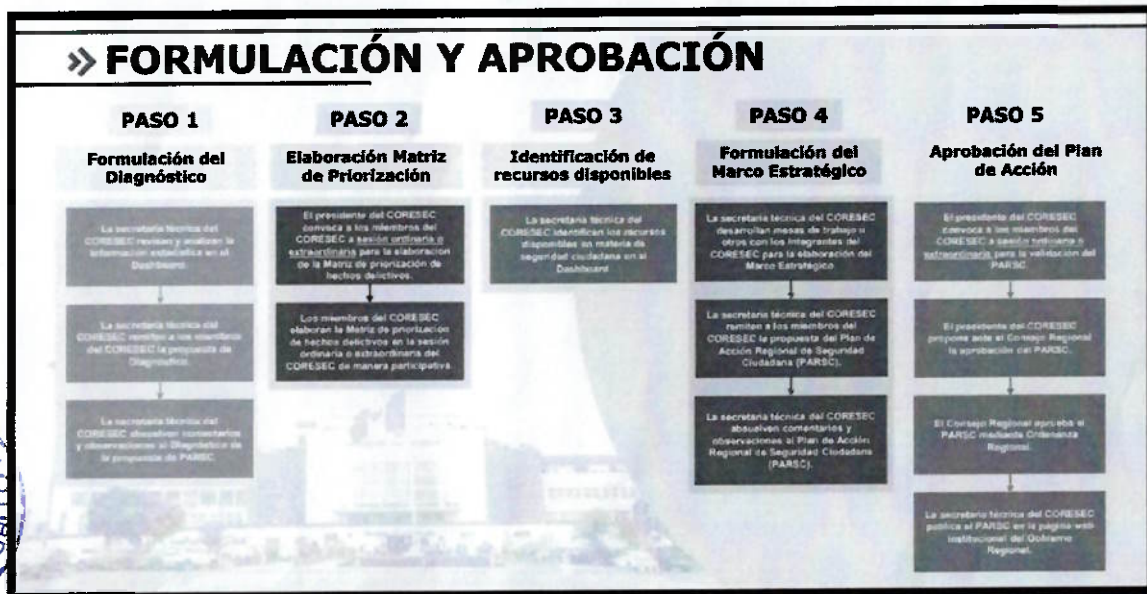 » FORMULACIÓN Y APROBACIÓN
PASO 1
Formulación del
Diagnóstico
La secretaria técnica del
CORESEC revisan y analizan la
información estadística en el
Dashboard.
La secretaria técnica del
CORESEC remiten a los miembros
del CORESEC la propuesta de
Diagnóstico.
La secretaria técnica del
CORESEC absuelven comentarios
y observaciones al Diagnóstico de
la propuesta de PARSC.
PASO 2
Elaboración Matriz
de Priorización
El presidente del CORESEC
convoca a los miembros del
CORESEC a sesión ordinaria o
extraordinaria para la elaboración
de la Matriz de priorización de
hechos delictivos.
Los miembros del CORESEC
elaboran la Matriz de priorización
de hechos delictivos en la sesión
ordinaria o extraordinaria del
CORESEC de manera participativa.
PASO 3
Identificación de
recursos disponibles
La secretaria técnica del
CORESEC identifican los recursos
disponibles en materia de
seguridad ciudadana en el
Dashboard
PASO 4
Formulación del
Marco Estratégico
La secretaria técnica del CORESEC
desarrollan mesas de trabajo u
otros con los integrantes del
CORESEC para la elaboración del
Marco Estratégico
La secretaria técnica del CORESEC
remiten a los miembros del
CORESEC la propuesta del Plan de
Acción Regional de Seguridad
Ciudadana (PARSC).
La secretaria técnica del CORESEC
absuelven comentarios y
observaciones al Plan de Acción
Regional de Seguridad Ciudadana
(PARSC).
PASO 5
Aprobación del Plan
de Acción
El presidente del CORESEC
convoca a los miembros del
CORESEC a sesión ordinaria o
extraordinaria para la validación del
PARSC.
El presidente del CORESEC
propone ante el Consejo Regional
la aprobación del PARSC.
El Consejo Regional aprueba el
PARSC mediante Ordenanza
Regional.
La secretaria técnica del CORESEC
publica el PARSC en la página web
institucional del Gobierno
Regional.